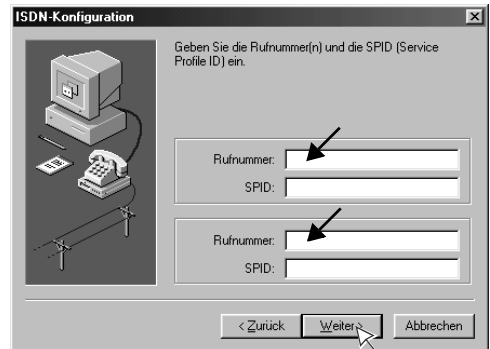 ISDN-Konfiguration
Geben Sie die Rufnummer(n) und die SPID (Service
Profile ID) ein.
Rufnummer:
SPID:
Rufnummer:
SPID:
< Zurück Weiter > Abbrechen